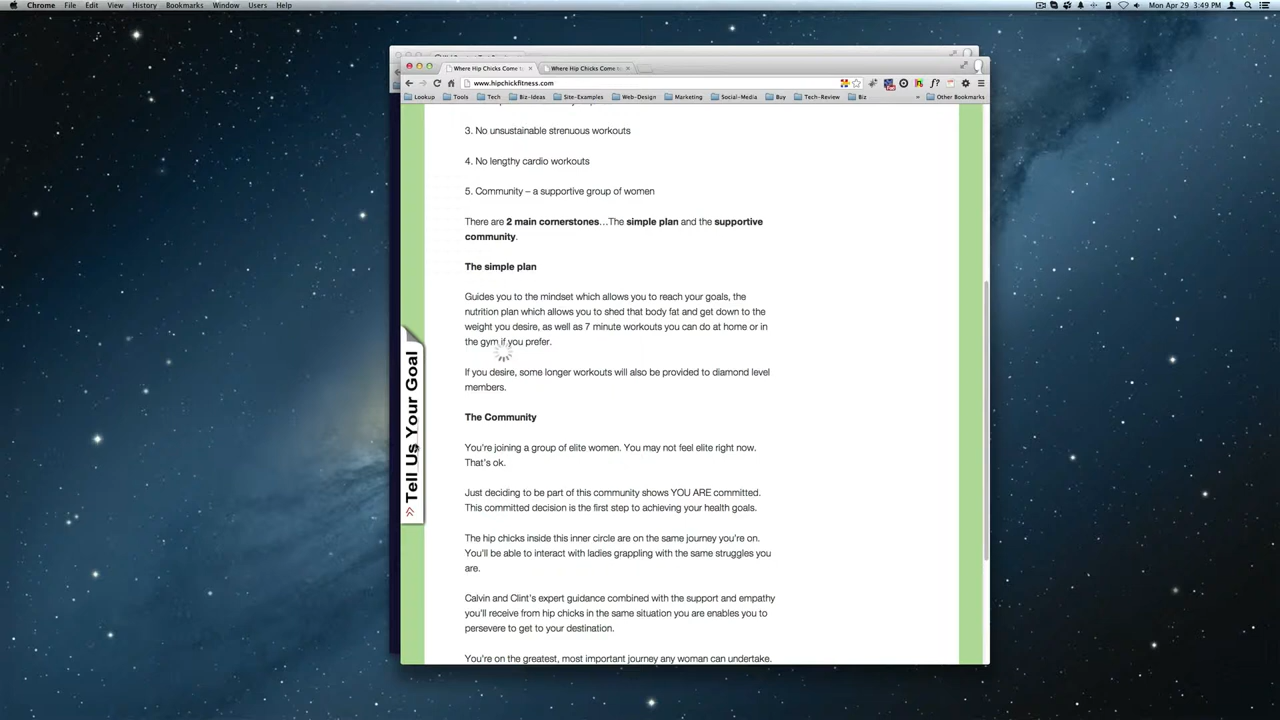 Chrome File Edit View History Bookmarks Window Users Help
Mon Apr 29 3:49 PM
Where Hip Chicks Come to
Where Hip Chicks Come to
www.hipchickfitness.com
Lookup Tools Tech Biz-Ideas Site-Examples Web-Design Marketing Social-Media Buy Tech-Review Biz » Other Bookmarks
3. No unsustainable strenuous workouts
4. No lengthy cardio workouts
5. Community – a supportive group of women
There are 2 main cornerstones…The simple plan and the supportive
community.
The simple plan
Guides you to the mindset which allows you to reach your goals, the
nutrition plan which allows you to shed that body fat and get down to the
weight you desire, as well as 7 minute workouts you can do at home or in
the gym if you prefer.
If you desire, some longer workouts will also be provided to diamond level
members.
The Community
You're joining a group of elite women. You may not feel elite right now.
That's ok.
Just deciding to be part of this community shows YOU ARE committed.
This committed decision is the first step to achieving your health goals.
The hip chicks inside this inner circle are on the same journey you're on.
You'll be able to interact with ladies grappling with the same struggles you
are.
Calvin and Clint's expert guidance combined with the support and empathy
you'll receive from hip chicks in the same situation you are enables you to
persevere to get to your destination.
You're on the greatest, most important journey any woman can undertake.
» Tell Us Your Goal